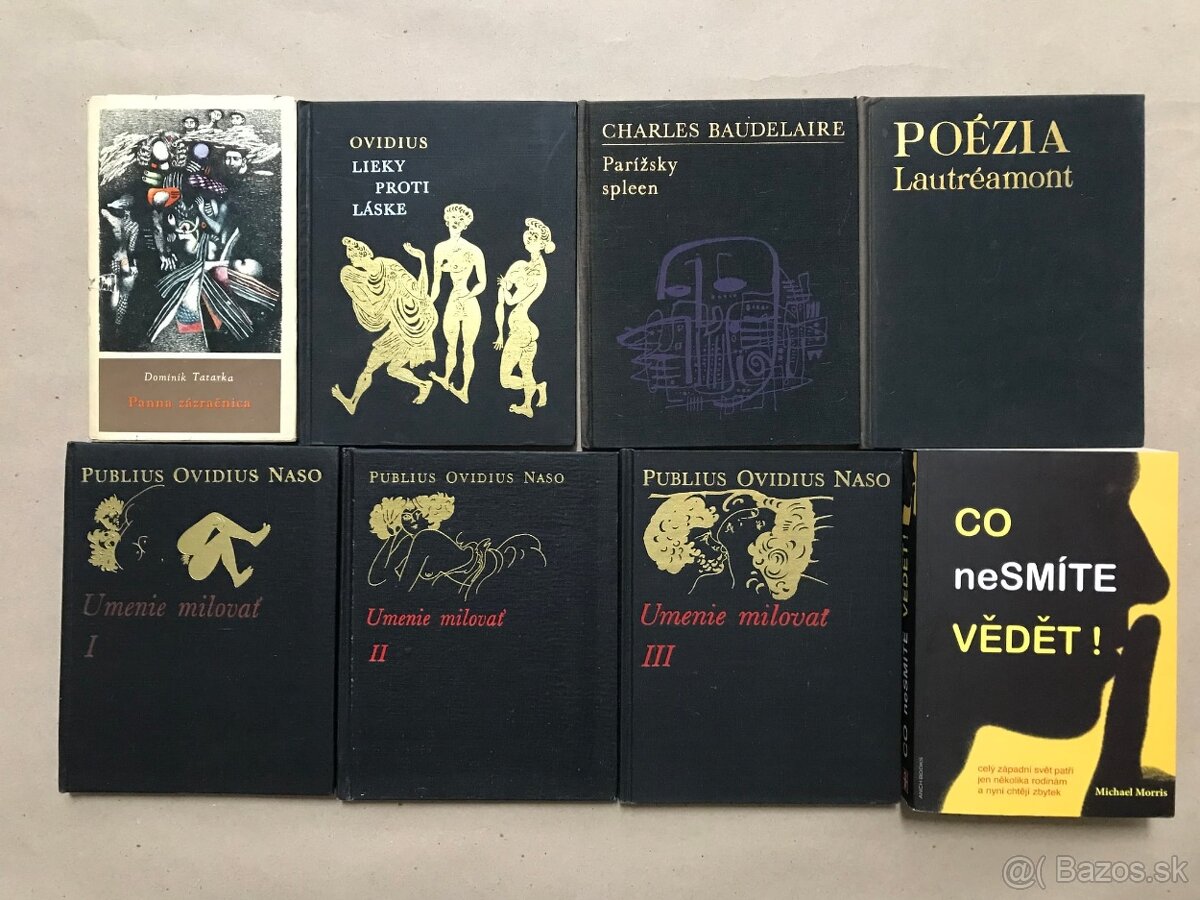 Dominik Tatarka
Panna zázračnica
OVIDIUS
LIEKY
PROTI
LÁSKE
CHARLES BAUDELAIRE
Parížsky
spleen
POÉZIA
Lautréamont
PUBLIUS OVIDIUS NASO
Umenie milovať
I
PUBLIUS OVIDIUS NASO
Umenie milovať
II
PUBLIUS OVIDIUS NASO
Umenie milovať
III
CO neSMÍTE VĚDĚT!
ANCH-BOOKS
CO
neSMÍTE
VĚDĚT!
celý západní svět patří
jen několika rodinám
a nyní chtějí zbytek
Michael Morris
@( Bazos.sk